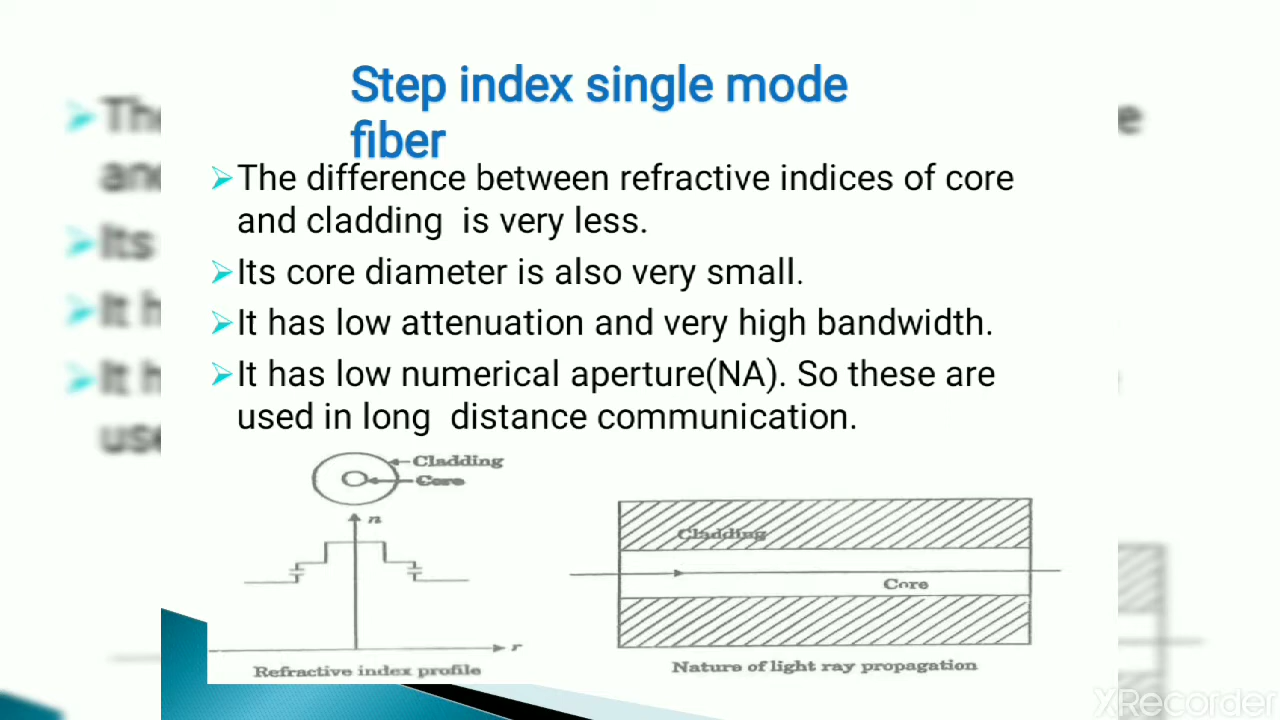 Step index single mode
fiber
➢The difference between refractive indices of core
and cladding is very less.
➢Its core diameter is also very small.
➢It has low attenuation and very high bandwidth.
➢It has low numerical aperture(NA). So these are
used in long distance communication.
Cladding
Core
n
r
Refractive index profile
Cladding
Core
Nature of light ray propagation
XRecorder